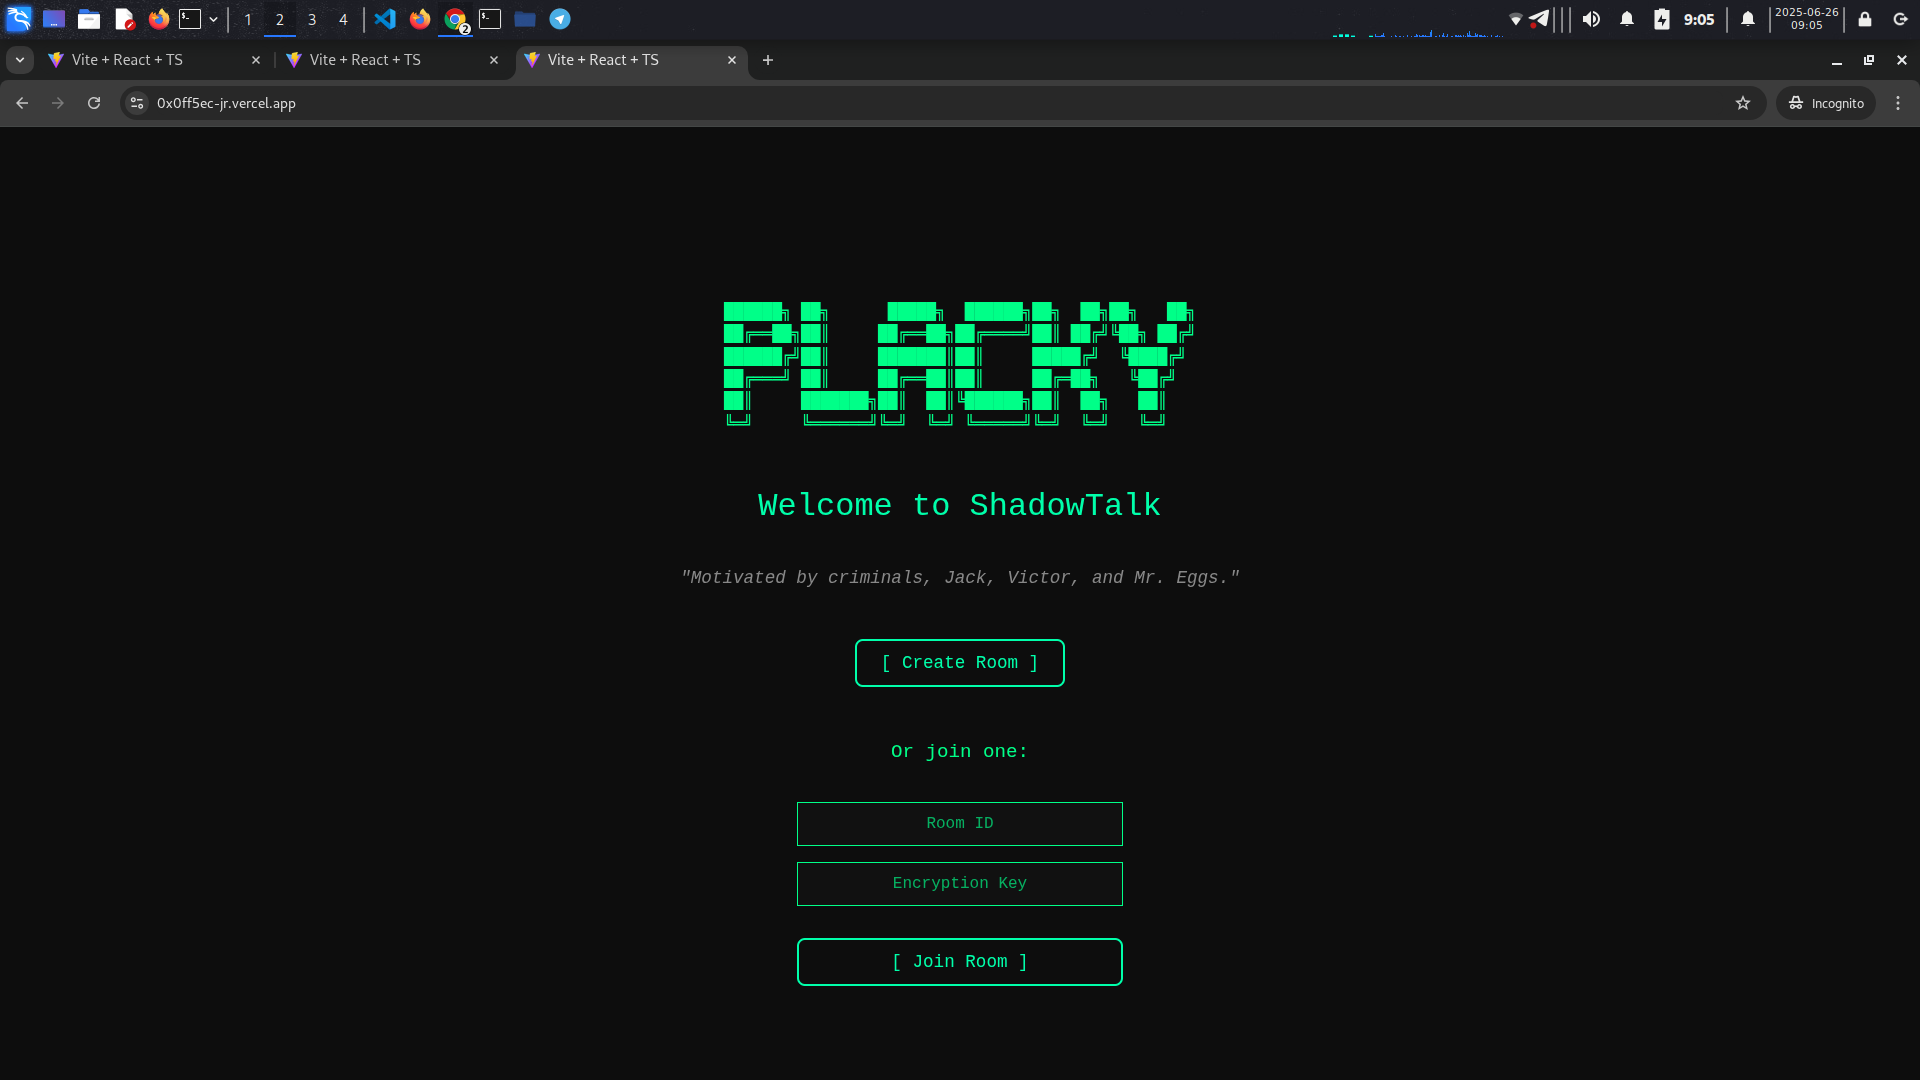 1 2 3 4
9:05
2025-06-26
09:05
Vite + React + TS
Vite + React + TS
Vite + React + TS
0x0ff5ec-jr.vercel.app
Incognito
PLACKY
Welcome to ShadowTalk
"Motivated by criminals, Jack, Victor, and Mr. Eggs."
[ Create Room ]
Or join one:
Room ID
Encryption Key
[ Join Room ]